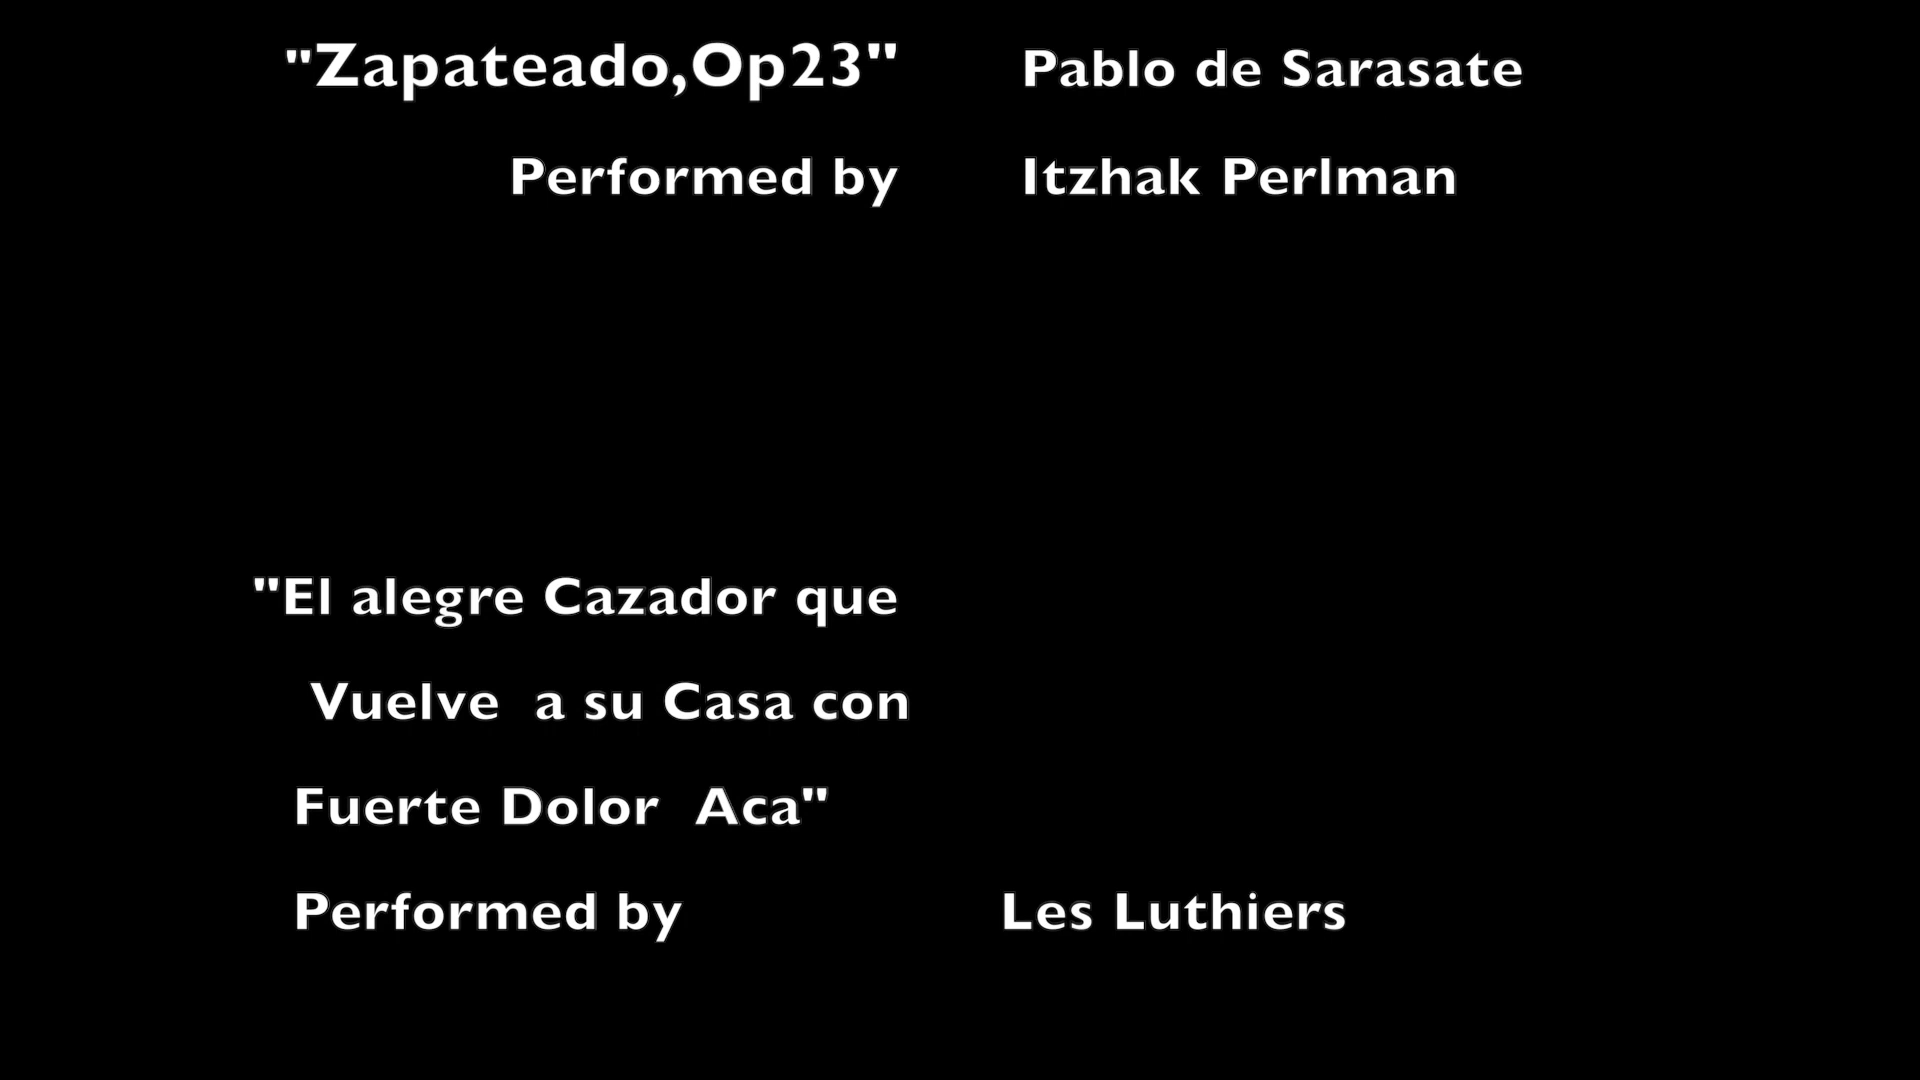 "Zapateado,Op23" Pablo de Sarasate
Performed by Itzhak Perlman
"El alegre Cazador que
Vuelve a su Casa con
Fuerte Dolor Aca"
Performed by Les Luthiers